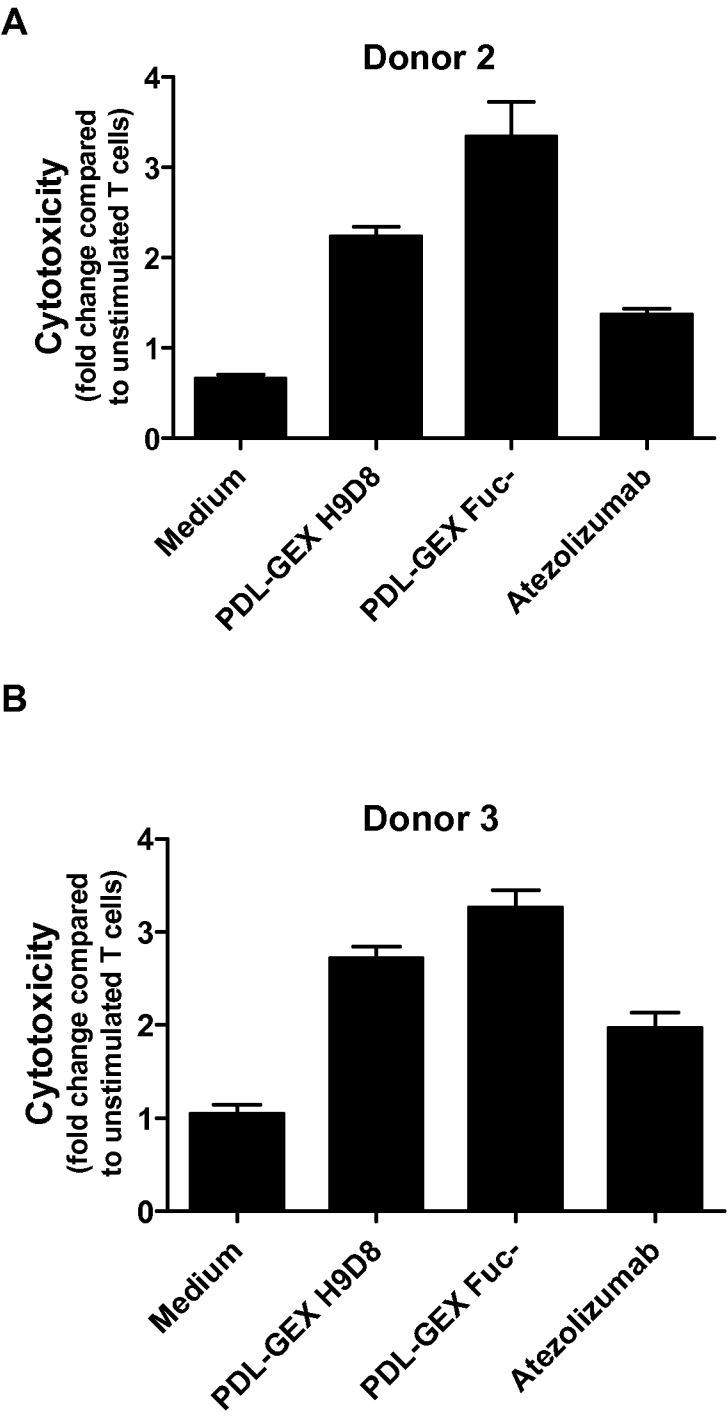 A
Donor 2
Cytotoxicity
(fold change compared
to unstimulated T cells)
4
3
2
1
0
Medium
PDL-GEX H9D8
PDL-GEX Fuc-
Atezolizumab
B
Donor 3
Cytotoxicity
(fold change compared
to unstimulated T cells)
4
3
2
1
0
Medium
PDL-GEX H9D8
PDL-GEX Fuc-
Atezolizumab